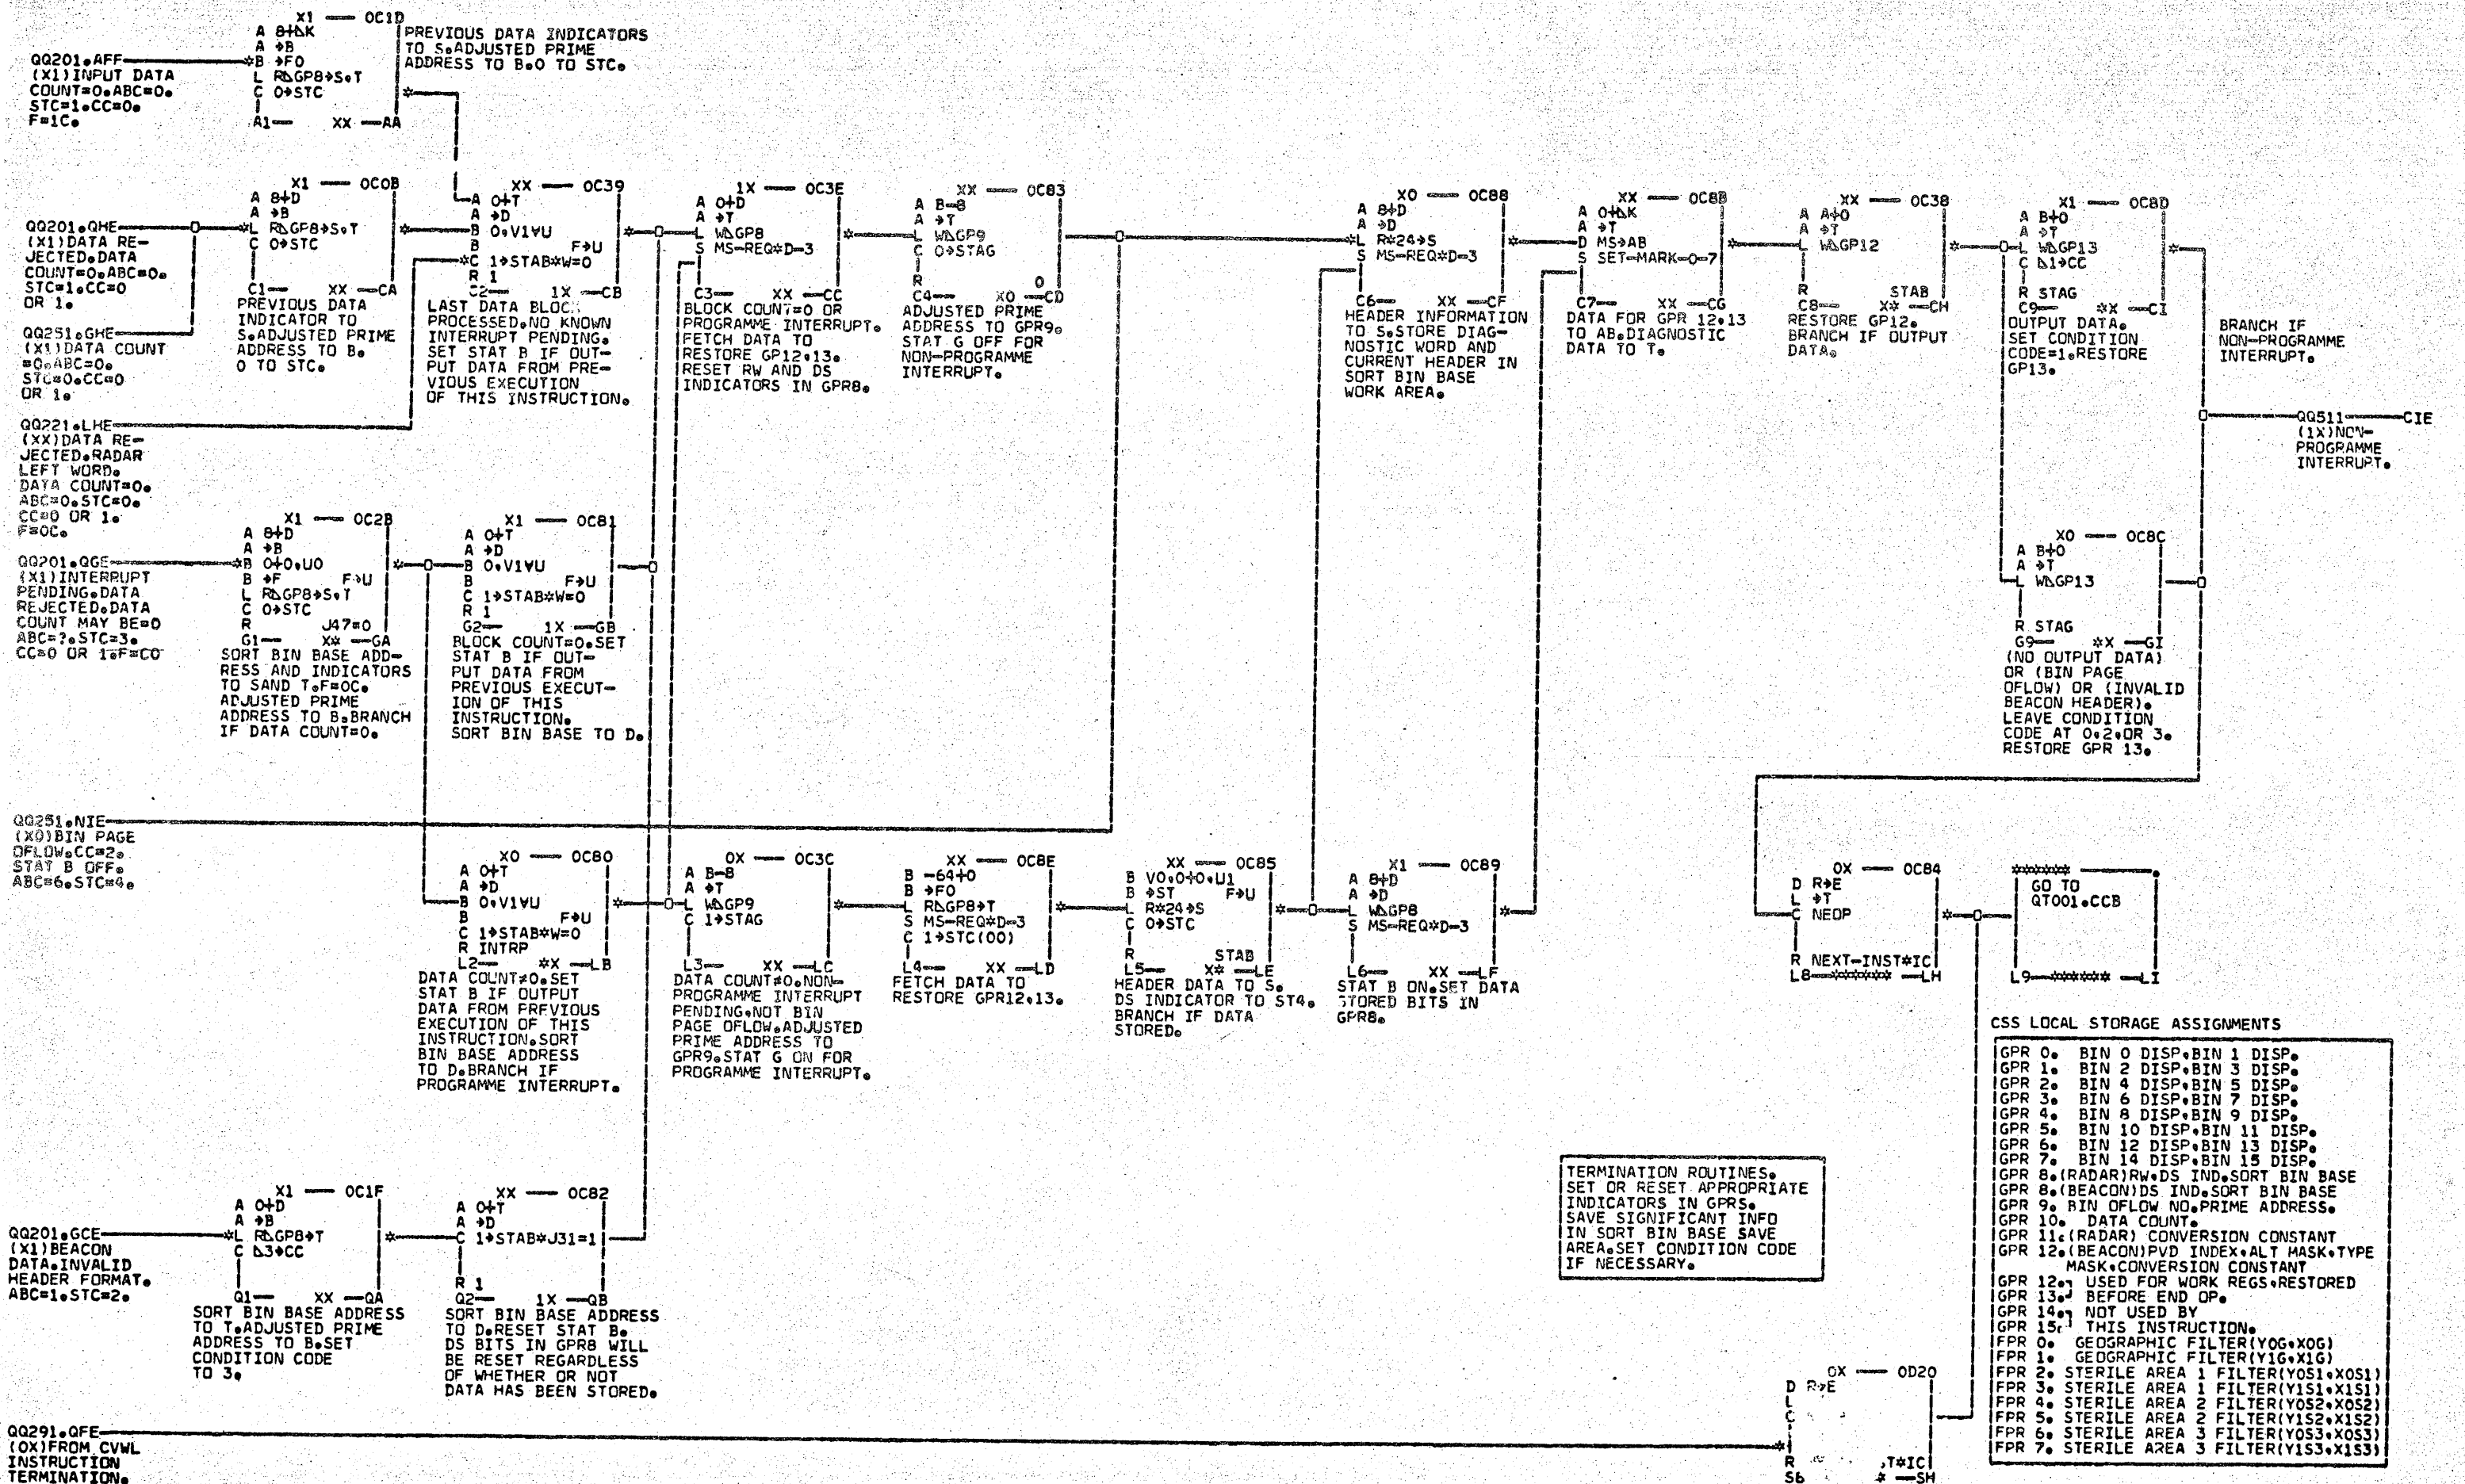 X1 — 0C1D
A 8+∆K
A →B
B →F0
L R∆GP8→S,T
C 0→STC
A1— XX —AA
PREVIOUS DATA INDICATORS
TO S.ADJUSTED PRIME
ADDRESS TO B.0 TO STC.
QQ201.AFF
(X1)INPUT DATA
COUNT=0.ABC=0.
STC=1.CC=0.
F=1C.
X1 — 0C0B
A 8+D
A →B
*L R∆GP8→S,T
C 0→STC
C1— XX —CA
PREVIOUS DATA
INDICATOR TO
S.ADJUSTED PRIME
ADDRESS TO B.
0 TO STC.
QQ201.QHE
(X1)DATA RE-
JECTED.DATA
COUNT=0.ABC=0.
STC=1.CC=0
OR 1.
QQ251.GHE
(X1)DATA COUNT
=0.ABC=0.
STC=0.CC=0
OR 1.
QQ221.LHE
(XX)DATA RE-
JECTED.RADAR
LEFT WORD.
DATA COUNT=0.
ABC=0.STC=0.
CC=0 OR 1.
F=0C.
XX — 0C39
A 0+T
A →D
B 0,V1∀U
B F→U
*C 1→STAB*W=0
R 1
C2— 1X —CB
LAST DATA BLOCK
PROCESSED.NO KNOWN
INTERRUPT PENDING.
SET STAT B IF OUT-
PUT DATA FROM PRE-
VIOUS EXECUTION
OF THIS INSTRUCTION.
1X — 0C3E
A 0+D
A →T
L W∆GP8
S MS-REQ*D-3
C3— XX —CC
BLOCK COUNT=0 OR
PROGRAMME INTERRUPT.
FETCH DATA TO
RESTORE GP12,13.
RESET RW AND DS
INDICATORS IN GPR8.
XX — 0C83
A B-8
A →T
L W∆GP9
C 0→STAG
R 0
C4— X0 —CD
ADJUSTED PRIME
ADDRESS TO GPR9.
STAT G OFF FOR
NON-PROGRAMME
INTERRUPT.
X0 — 0C88
A 8+D
A →D
*L R*24→S
S MS-REQ*D-3
C6— XX —CF
HEADER INFORMATION
TO S.STORE DIAG-
NOSTIC WORD AND
CURRENT HEADER IN
SORT BIN BASE
WORK AREA.
XX — 0C8B
A 0+∆K
A →T
D MS→AB
S SET-MARK-0-7
C7— XX —CG
DATA FOR GPR 12,13
TO AB.DIAGNOSTIC
DATA TO T.
XX — 0C38
A A+0
A →T
L W∆GP12
R STAB
C8— X* —CH
RESTORE GP12.
BRANCH IF OUTPUT
DATA.
X1 — 0C8D
A B+0
A →T
L W∆GP13
C ∆1→CC
R STAG
C9— *X —CI
OUTPUT DATA.
SET CONDITION
CODE=1.RESTORE
GP13.
BRANCH IF
NON-PROGRAMME
INTERRUPT.
QQ511 — CIE
(1X)NON-
PROGRAMME
INTERRUPT.
QQ201.QGE
(X1)INTERRUPT
PENDING.DATA
REJECTED.DATA
COUNT MAY BE=0
ABC=?.STC=3.
CC=0 OR 1.F=C0
X1 — 0C2B
A 8+D
A →B
*B 0+0,U0
B →F F→U
L R∆GP8→S,T
C 0→STC
R J47=0
G1— X* —GA
SORT BIN BASE ADD-
RESS AND INDICATORS
TO SAND T.F=0C.
ADJUSTED PRIME
ADDRESS TO B.BRANCH
IF DATA COUNT=0.
X1 — 0C81
A 0+T
A →D
B 0,V1∀U
B F→U
C 1→STAB*W=0
R 1
G2— 1X —GB
BLOCK COUNT=0.SET
STAT B IF OUT-
PUT DATA FROM
PREVIOUS EXECUT-
ION OF THIS
INSTRUCTION.
SORT BIN BASE TO D.
X0 — 0C8C
A B+0
A →T
L W∆GP13
R STAG
G9— *X —GI
(NO OUTPUT DATA)
OR (BIN PAGE
OFLOW) OR (INVALID
BEACON HEADER).
LEAVE CONDITION
CODE AT 0,2,OR 3.
RESTORE GPR 13.
QQ251.NIE
(X0)BIN PAGE
OFLOW.CC=2.
STAT B OFF.
ABC=6.STC=4.
X0 — 0C80
A 0+T
A →D
B 0,V1∀U
B F→U
C 1→STAB*W=0
R INTRP
L2— *X —LB
DATA COUNT≠0.SET
STAT B IF OUTPUT
DATA FROM PREVIOUS
EXECUTION OF THIS
INSTRUCTION.SORT
BIN BASE ADDRESS
TO D.BRANCH IF
PROGRAMME INTERRUPT.
0X — 0C3C
A B-8
A →T
L W∆GP9
C 1→STAG
L3— XX —LC
DATA COUNT≠0.NON-
PROGRAMME INTERRUPT
PENDING.NOT BIN
PAGE OFLOW.ADJUSTED
PRIME ADDRESS TO
GPR9.STAT G ON FOR
PROGRAMME INTERRUPT.
XX — 0C8E
B -64+0
B →F0
L R∆GP8→T
S MS-REQ*D-3
C 1→STC(00)
L4— XX —LD
FETCH DATA TO
RESTORE GPR12,13.
XX — 0C85
B V0,0+0,U1
B →ST F→U
L R*24→S
C 0→STC
R STAB
L5— X* —LE
HEADER DATA TO S.
DS INDICATOR TO ST4.
BRANCH IF DATA
STORED.
X1 — 0C89
A 8+D
A →D
L W∆GP8
S MS-REQ*D-3
L6— XX —LF
STAT B ON.SET DATA
STORED BITS IN
GPR8.
0X — 0C84
D R→E
L
C NEOP
R NEXT-INST*IC
L8—****** —LH
****** —
GO TO
QT001.CCB
L9—****** —LI
QQ201.GCE
(X1)BEACON
DATA.INVALID
HEADER FORMAT.
ABC=1.STC=2.
X1 — 0C1F
A 0+D
A →B
*L R∆GP8→T
C ∆3→CC
Q1— XX —QA
SORT BIN BASE ADDRESS
TO T.ADJUSTED PRIME
ADDRESS TO B.SET
CONDITION CODE
TO 3.
XX — 0C82
A 0+T
A →D
C 1→STAB*J31=1
R 1
Q2— 1X —QB
SORT BIN BASE ADDRESS
TO D.RESET STAT B.
DS BITS IN GPR8 WILL
BE RESET REGARDLESS
OF WHETHER OR NOT
DATA HAS BEEN STORED.
TERMINATION ROUTINES.
SET OR RESET APPROPRIATE
INDICATORS IN GPRS.
SAVE SIGNIFICANT INFO
IN SORT BIN BASE SAVE
AREA.SET CONDITION CODE
IF NECESSARY.
CSS LOCAL STORAGE ASSIGNMENTS
GPR 0. BIN 0 DISP,BIN 1 DISP.
GPR 1. BIN 2 DISP,BIN 3 DISP.
GPR 2. BIN 4 DISP,BIN 5 DISP.
GPR 3. BIN 6 DISP,BIN 7 DISP.
GPR 4. BIN 8 DISP,BIN 9 DISP.
GPR 5. BIN 10 DISP,BIN 11 DISP.
GPR 6. BIN 12 DISP,BIN 13 DISP.
GPR 7. BIN 14 DISP,BIN 15 DISP.
GPR 8.(RADAR)RW,DS IND.SORT BIN BASE
GPR 8.(BEACON)DS IND.SORT BIN BASE
GPR 9. BIN OFLOW NO.PRIME ADDRESS.
GPR 10. DATA COUNT.
GPR 11.(RADAR) CONVERSION CONSTANT
GPR 12.(BEACON)PVD INDEX,ALT MASK,TYPE
MASK,CONVERSION CONSTANT
GPR 12. USED FOR WORK REGS,RESTORED
GPR 13. BEFORE END OP.
GPR 14. NOT USED BY
GPR 15. THIS INSTRUCTION.
FPR 0. GEOGRAPHIC FILTER(Y0G,X0G)
FPR 1. GEOGRAPHIC FILTER(Y1G,X1G)
FPR 2. STERILE AREA 1 FILTER(Y0S1,X0S1)
FPR 3. STERILE AREA 1 FILTER(Y1S1,X1S1)
FPR 4. STERILE AREA 2 FILTER(Y0S2,X0S2)
FPR 5. STERILE AREA 2 FILTER(Y1S2,X1S2)
FPR 6. STERILE AREA 3 FILTER(Y0S3,X0S3)
FPR 7. STERILE AREA 3 FILTER(Y1S3,X1S3)
QQ291.QFE
(0X)FROM CVWL
INSTRUCTION
TERMINATION.
0X — 0D20
D R→E
L
C
R T*IC
S6 * —SH